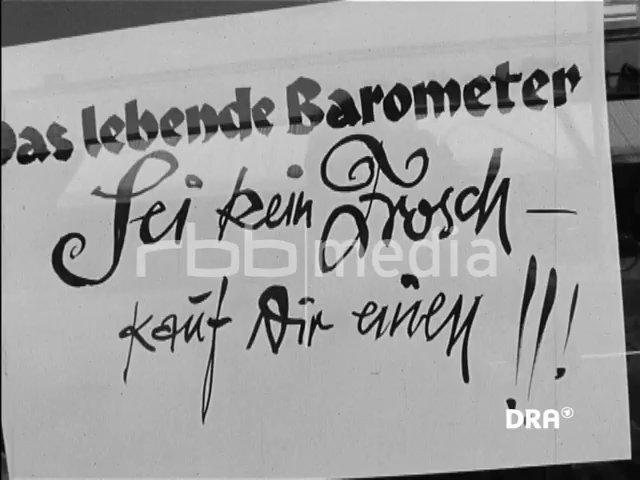 Das lebende Barometer
Sei kein Frosch –
kauf Dir einen !!!
rbb media
DRA